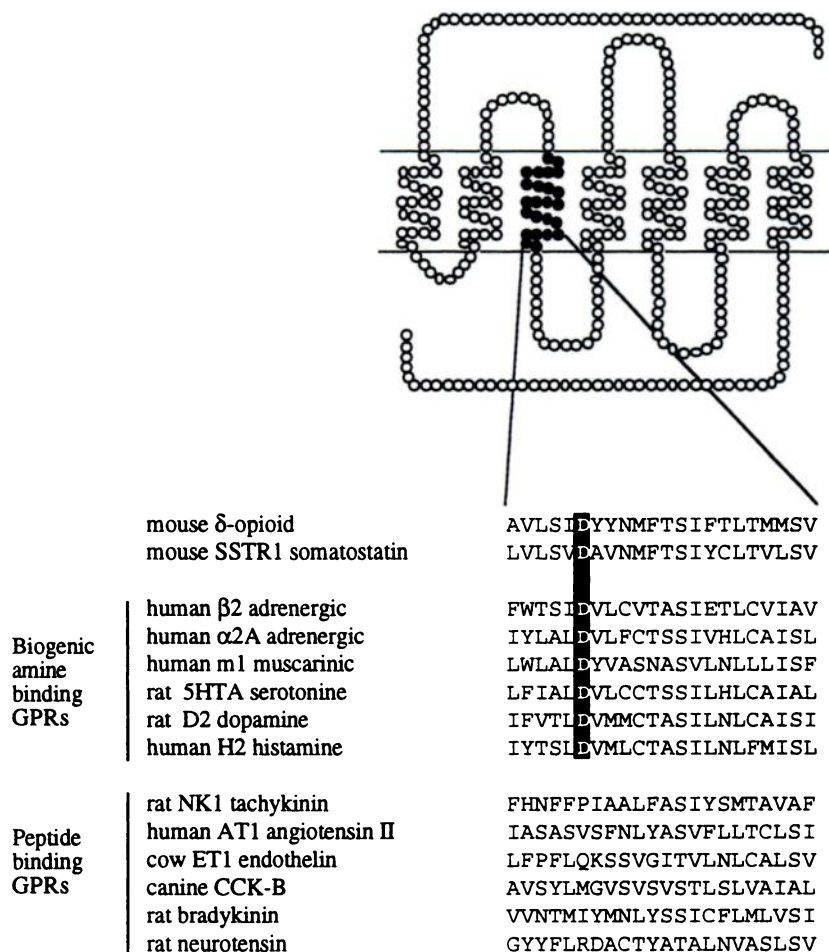 mouse δ-opioid AVLSIDYYNMFTSIFTLTMMSV
mouse SSTR1 somatostatin LVLSVDAVNMFTSIYCLTVLSV
Biogenic amine binding GPRs
human β2 adrenergic FWTSIDVLCVTASIETLCVIAV
human α2A adrenergic IYLALDVLFCTSSIVHLCAISL
human m1 muscarinic LWLALDYVASNASVLNLLLISF
rat 5HTA serotonine LFIALDVLCCTSSILHLCAIAL
rat D2 dopamine IFVTLDVMMCTASILNLCAISI
human H2 histamine IYTSLDVMLCTASILNLFMISL
Peptide binding GPRs
rat NK1 tachykinin FHNFFPIAALFASIYSMTAVAF
human AT1 angiotensin II IASASVSFNLYASVFLLTCLSI
cow ET1 endothelin LFPFLQKSSVGITVLNLCALSV
canine CCK-B AVSYLMGVSVSVSTLSLVAIAL
rat bradykinin VVNTMIYMNLYSSICFLMLVSI
rat neurotensin GYYFLRDACTYATALNVASLSV